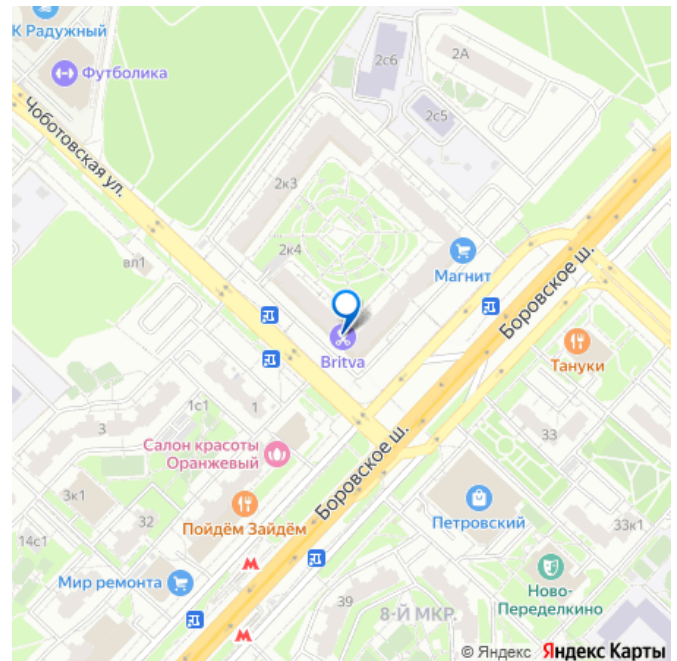 К Радужный
Футболика
2с6
2А
2с5
Чоботовская ул.
2к3
2к4
вл1
Магнит
Боровское ш.
Britva
Тануки
1с1
1
3
Салон красоты
Оранжевый
33
Боровское ш.
3к1
32
Пойдём Зайдём
Петровский
33к1
14с1
М
Мир ремонта
Ново-
Переделкино
39
8-Й МКР.
М
© Яндекс Яндекс Карты